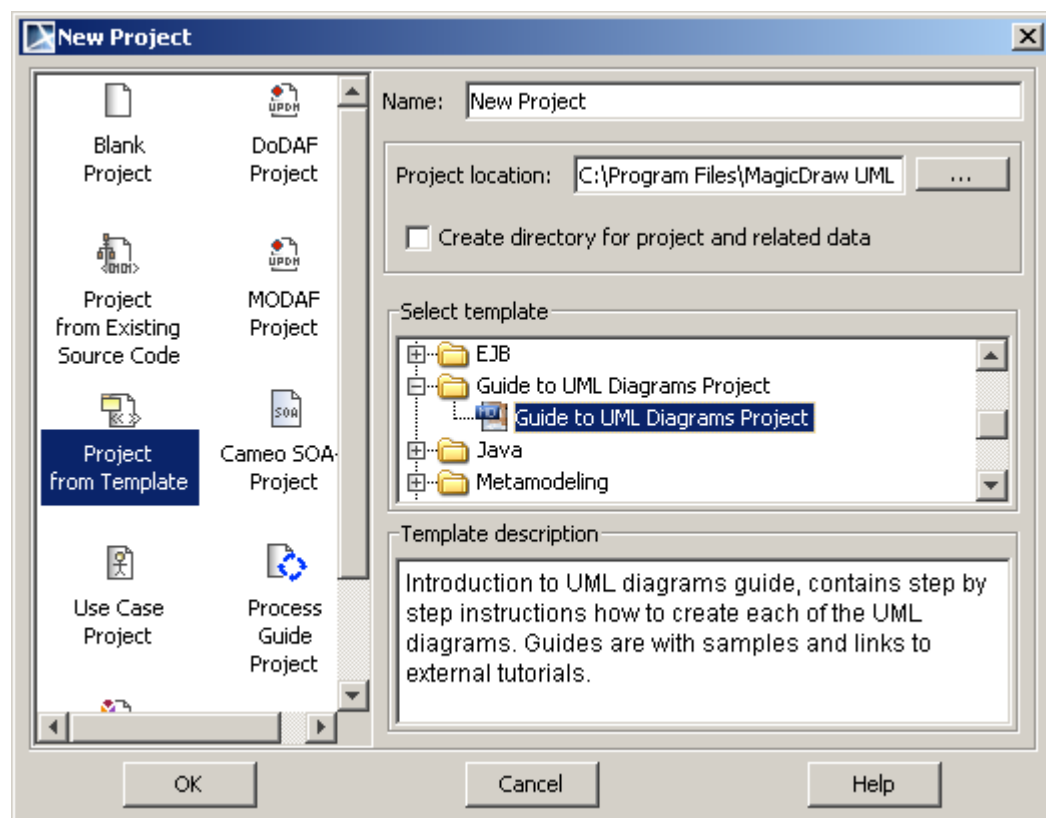 New Project
Blank
Project
DoDAF
Project
Project
from Existing
Source Code
MODAF
Project
Project
from Template
Cameo SOA-
Project
Use Case
Project
Process
Guide
Project
UPDM
UPDM
SOA
Name: New Project
Project location: C:\Program Files\MagicDraw UML ...
Create directory for project and related data
Select template
EJB
Guide to UML Diagrams Project
Guide to UML Diagrams Project
Java
Metamodeling
Template description
Introduction to UML diagrams guide, contains step by
step instructions how to create each of the UML
diagrams. Guides are with samples and links to
external tutorials.
OK Cancel Help